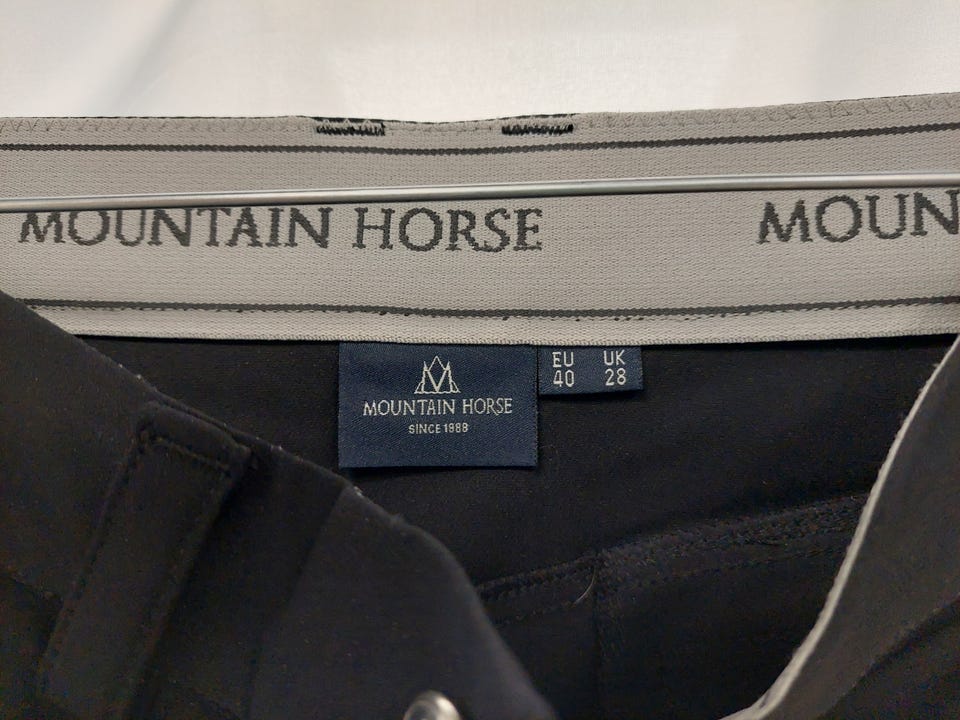 MOUNTAIN HORSE MOUN
MOUNTAIN HORSE
SINCE 1988
EU UK
40 28